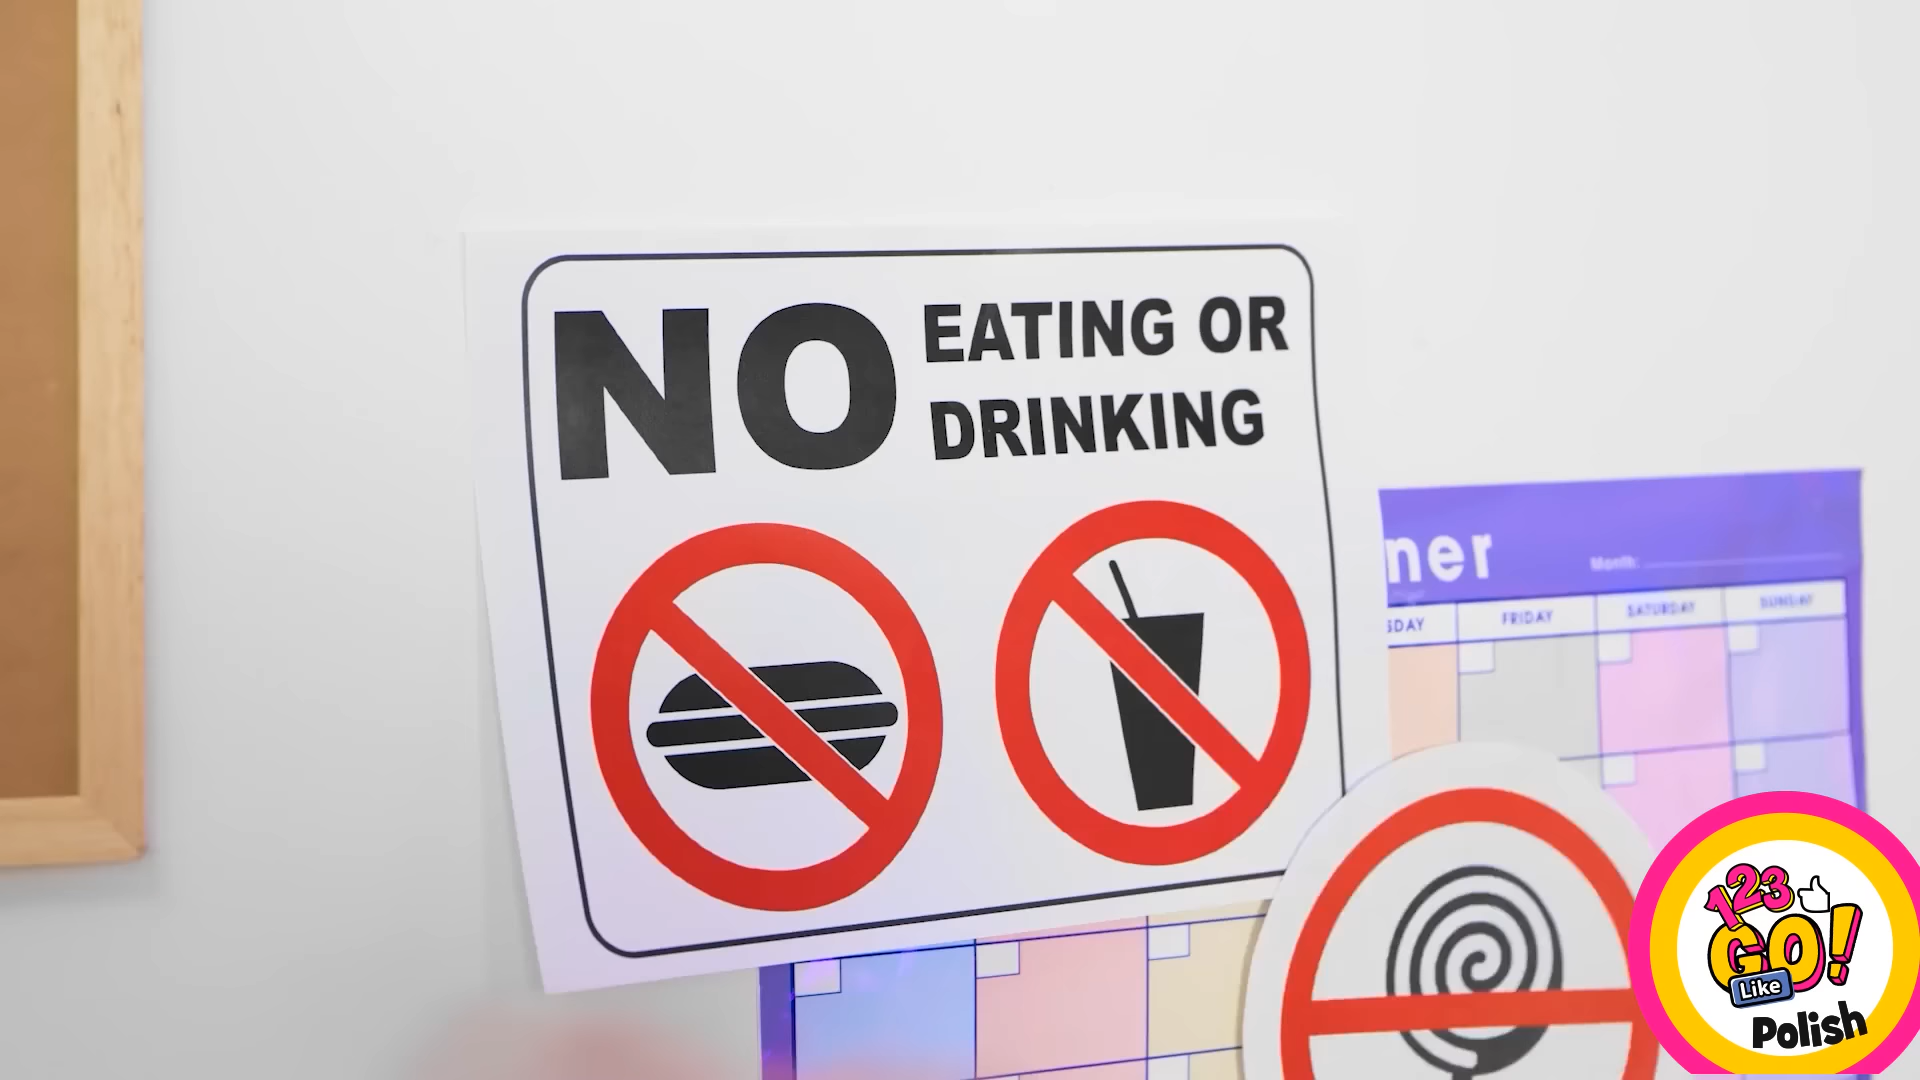 NO
EATING OR
DRINKING
ner
Month:
SDAY
FRIDAY
SATURDAY
SUNDAY
123
GO!
Like
Polish